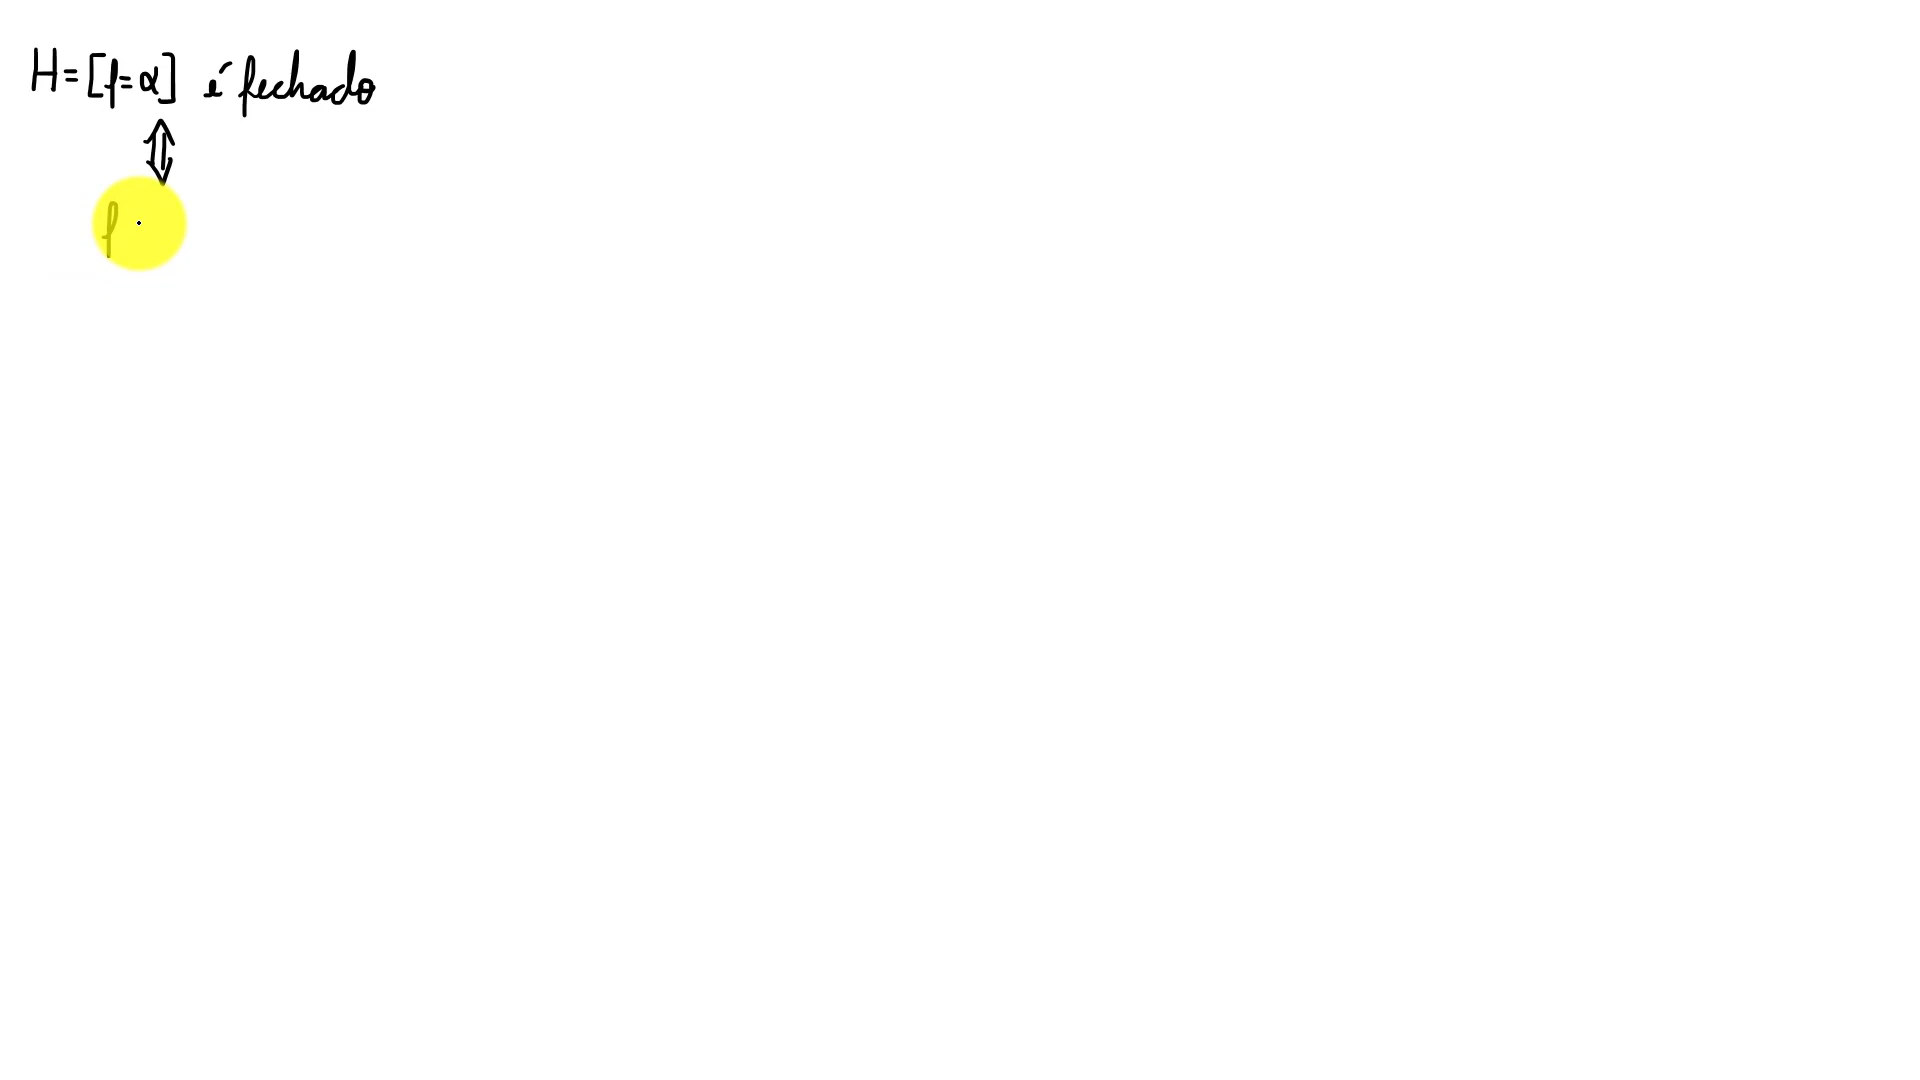 H = [f = α] é fechado
⇕
f